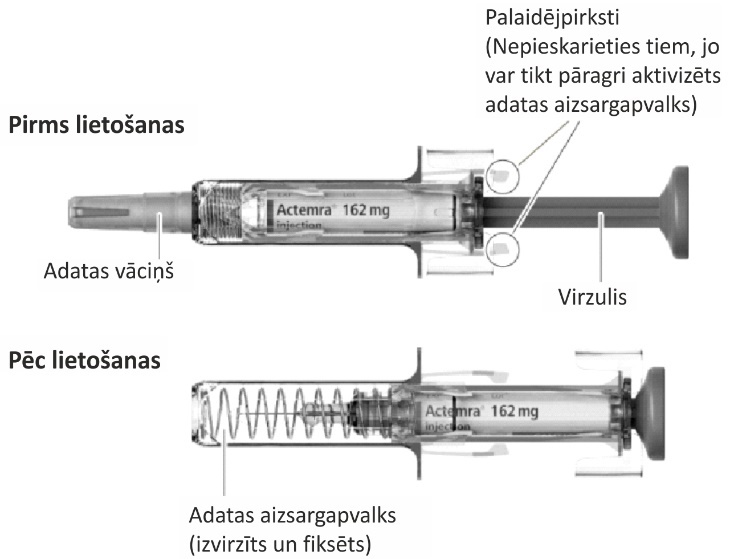 Palaidējpirksti
(Nepieskarieties tiem, jo
var tikt pāragri aktivizēts
adatas aizsargapvalks)
Pirms lietošanas
Actemra® 162 mg
injection
Adatas vāciņš
Virzulis
Pēc lietošanas
Actemra® 162 mg
injection
Adatas aizsargapvalks
(izvirzīts un fiksēts)